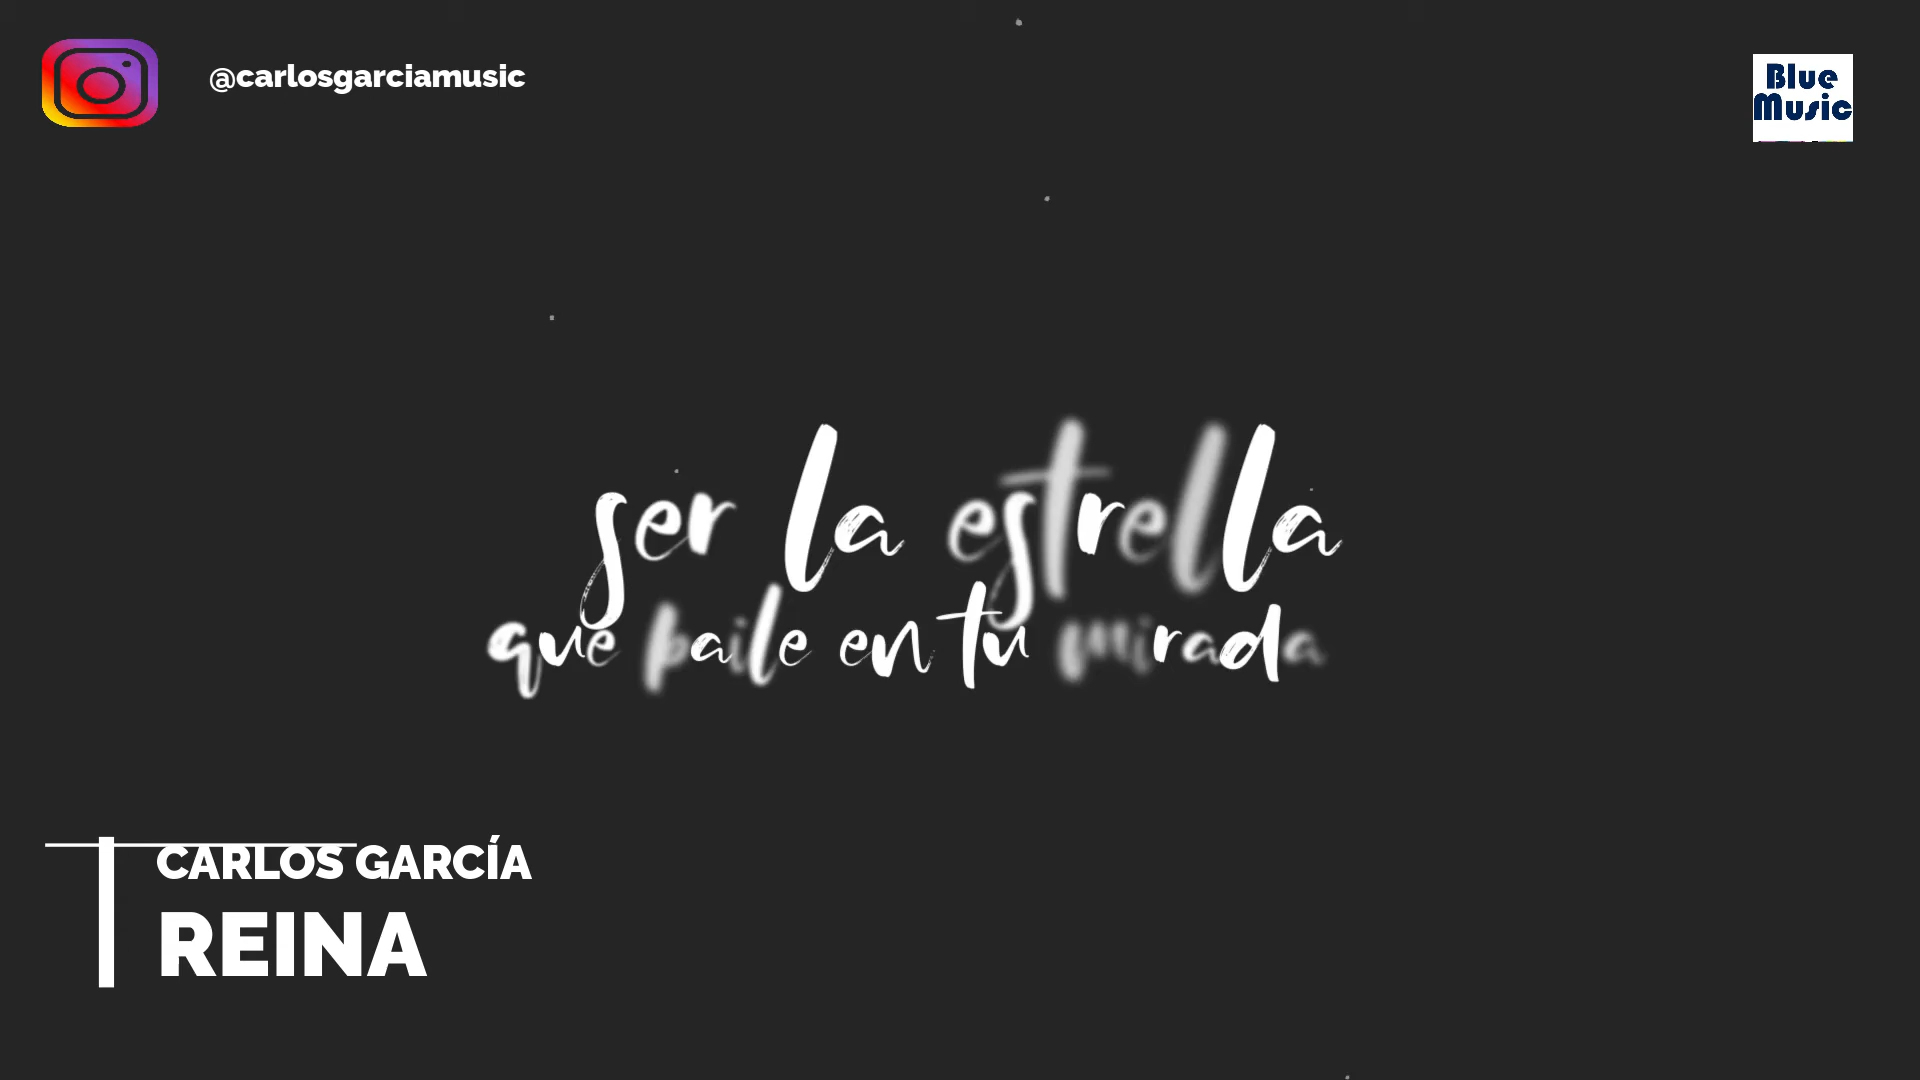 @carlosgarciamusic
Blue
Music
ser la estrella
que baile en tu mirada
CARLOS GARCÍA
REINA